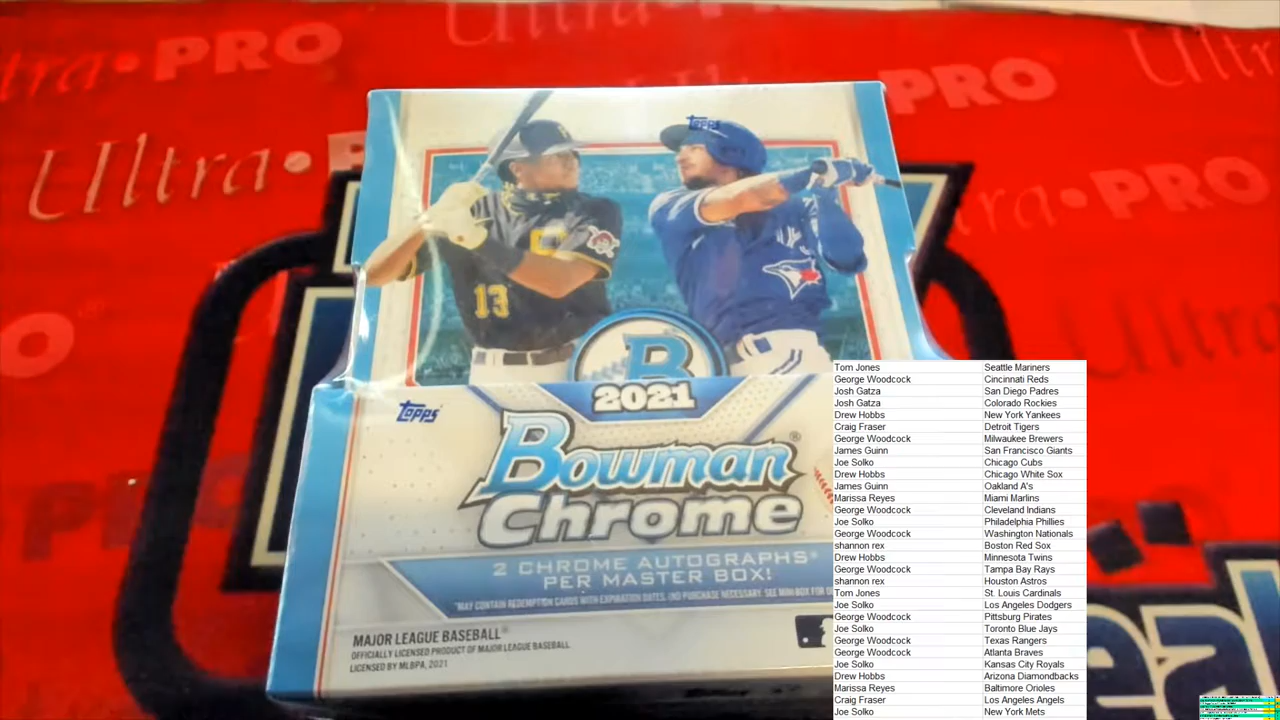 Ultra
tra•PRO
Ultra•PRO
Ultra
PRO
Ultra•P
ra•PRO
PRO
Ultra
Topps
P
13
B
2021
Topps
Bowman®
Chrome
2 CHROME AUTOGRAPHS*
PER MASTER BOX!
MAJOR LEAGUE BASEBALL®
OFFICIALLY LICENSED PRODUCT OF MAJOR LEAGUE BASEBALL
LICENSED BY MLBPA, 2021
Tom Jones Seattle Mariners
George Woodcock Cincinnati Reds
Josh Gatza San Diego Padres
Josh Gatza Colorado Rockies
Drew Hobbs New York Yankees
Craig Fraser Detroit Tigers
George Woodcock Milwaukee Brewers
James Guinn San Francisco Giants
Joe Solko Chicago Cubs
Drew Hobbs Chicago White Sox
James Guinn Oakland A's
Marissa Reyes Miami Marlins
George Woodcock Cleveland Indians
Joe Solko Philadelphia Phillies
George Woodcock Washington Nationals
shannon rex Boston Red Sox
Drew Hobbs Minnesota Twins
George Woodcock Tampa Bay Rays
shannon rex Houston Astros
Tom Jones St. Louis Cardinals
Joe Solko Los Angeles Dodgers
George Woodcock Pittsburg Pirates
Joe Solko Toronto Blue Jays
George Woodcock Texas Rangers
George Woodcock Atlanta Braves
Joe Solko Kansas City Royals
Drew Hobbs Arizona Diamondbacks
Marissa Reyes Baltimore Orioles
Craig Fraser Los Angeles Angels
Joe Solko New York Mets